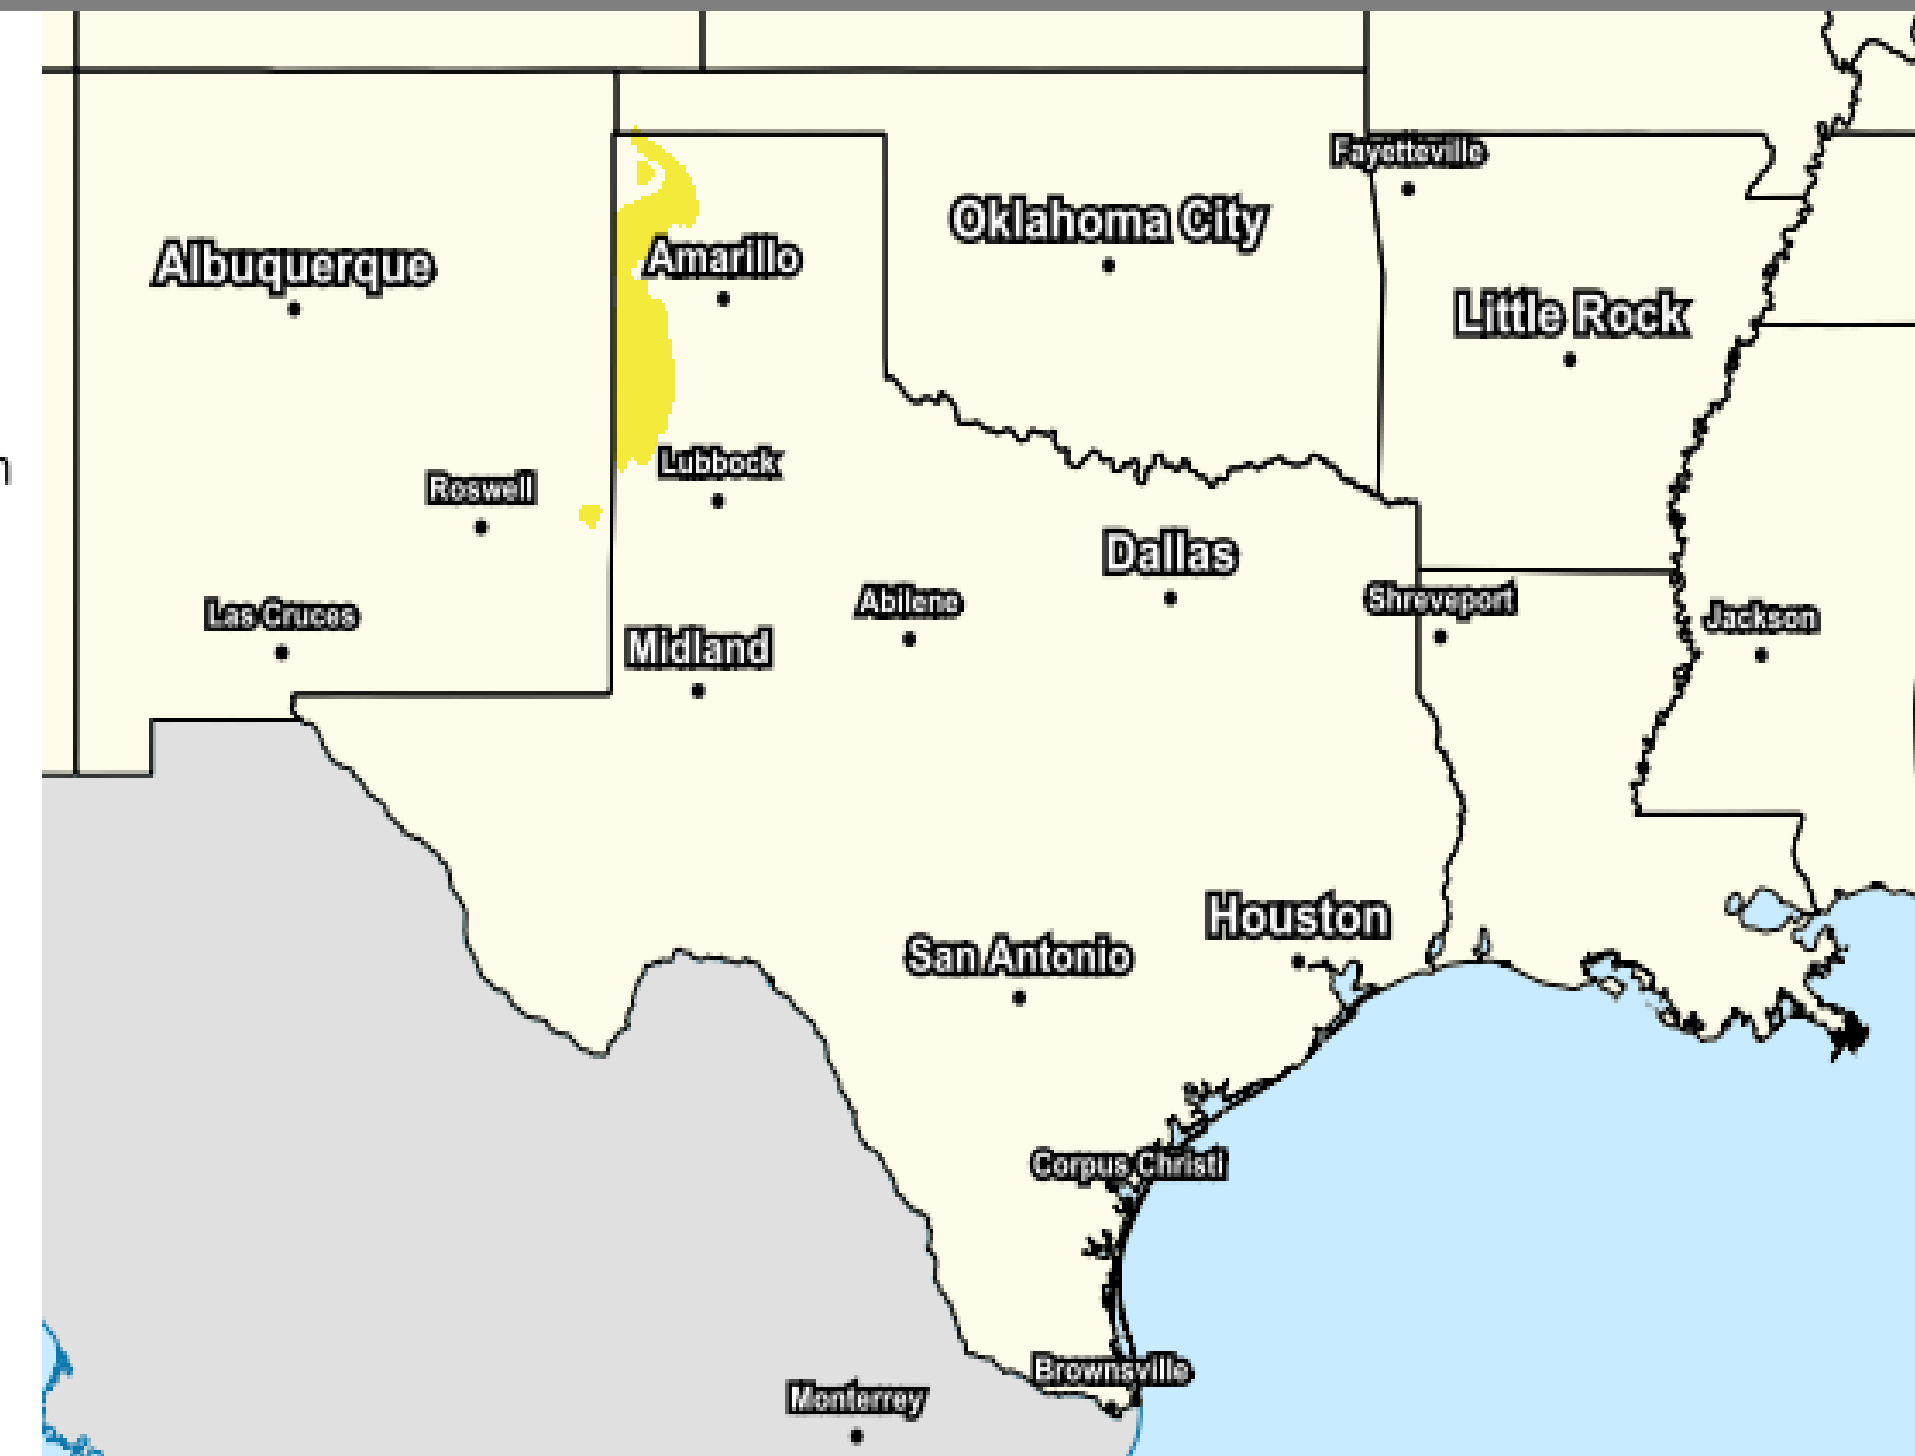 Fayetteville
Oklahoma City
Albuquerque
Amarillo
Little Rock
Lubbock
n
Roswell
Dallas
Abilene
Shreveport
Las Cruces
Jackson
Midland
Houston
San Antonio
Corpus Christi
Brownsville
Monterrey